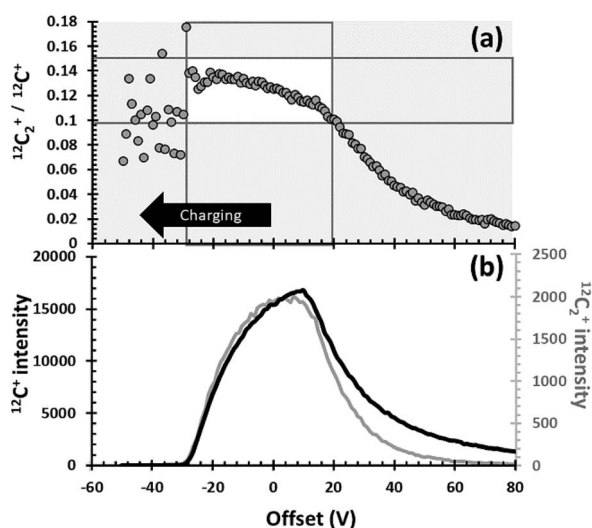 (a)
0.18
0.16
0.14
0.12
0.1
0.08
0.06
0.04
0.02
0
¹²C₂⁺ / ¹²C⁺
Charging
(b)
20000
15000
10000
5000
0
¹²C⁺ intensity
2500
2000
1500
1000
500
0
¹²C₂⁺ intensity
-60 -40 -20 0 20 40 60 80
Offset (V)